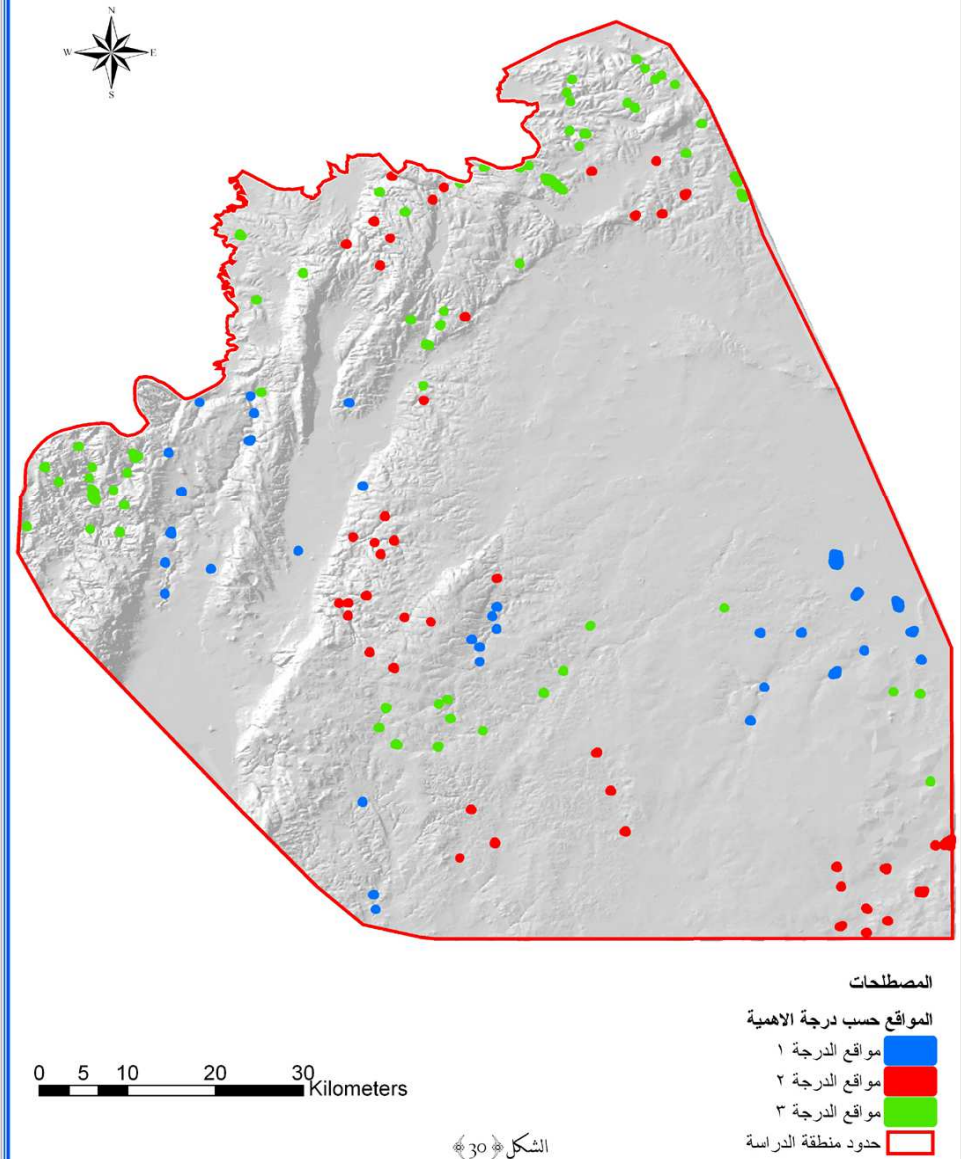 N
W E
S
المصطلحات
المواقع حسب درجة الاهمية
مواقع الدرجة ١
مواقع الدرجة ٢
مواقع الدرجة ٣
حدود منطقة الدراسة
0 5 10 20 30
Kilometers
الشكل ﴿ 30 ﴾